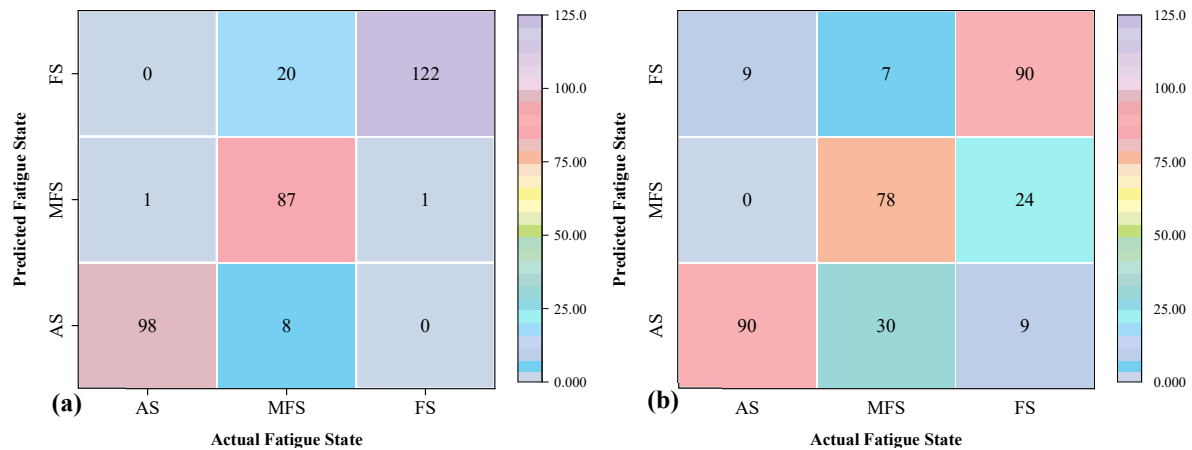 125.0
FS 0 20 122
100.0
Predicted Fatigue State
75.00
MFS 1 87 1
50.00
25.00
AS 98 8 0
0.000
(a) AS MFS FS
Actual Fatigue State
125.0
FS 9 7 90
100.0
Predicted Fatigue State
75.00
MFS 0 78 24
50.00
25.00
AS 90 30 9
0.000
(b) AS MFS FS
Actual Fatigue State